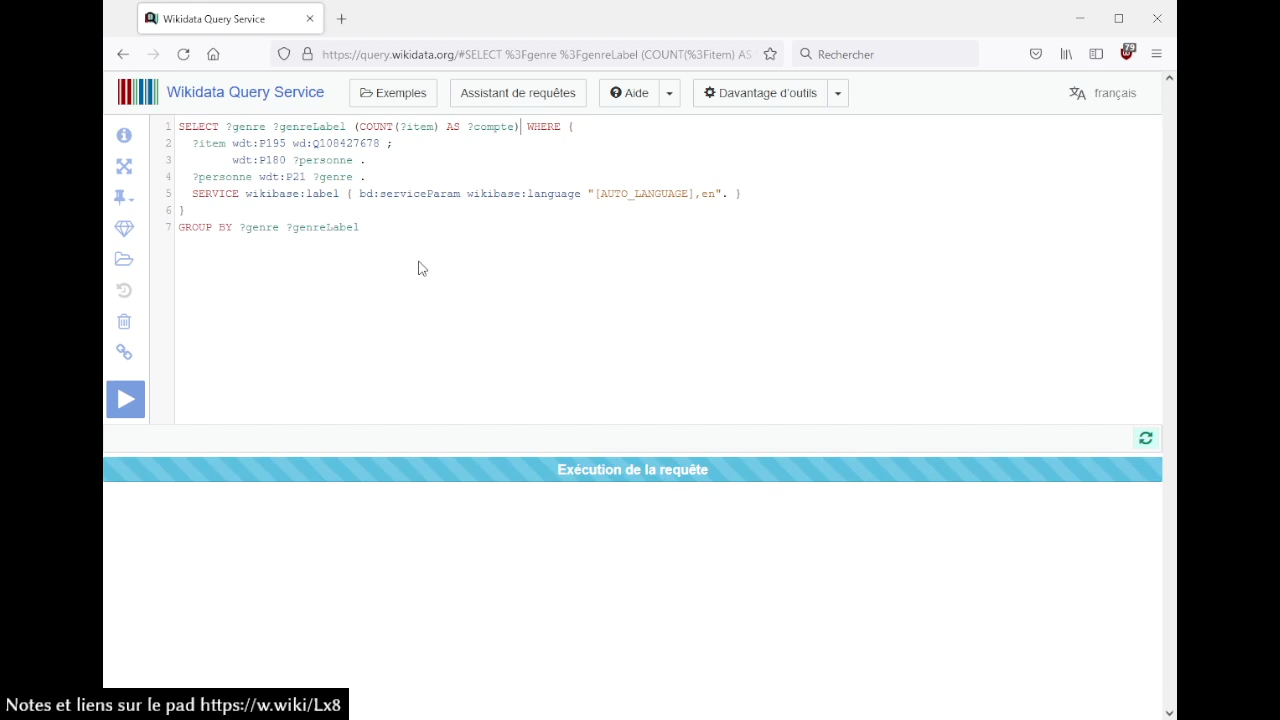 Wikidata Query Service
https://query.wikidata.org/#SELECT %3Fgenre %3FgenreLabel (COUNT(%3Fitem) AS
Rechercher
79
Wikidata Query Service
Exemples
Assistant de requêtes
Aide
Davantage d'outils
français
1 SELECT ?genre ?genreLabel (COUNT(?item) AS ?compte) WHERE {
2 ?item wdt:P195 wd:Q108427678 ;
3 wdt:P180 ?personne .
4 ?personne wdt:P21 ?genre .
5 SERVICE wikibase:label { bd:serviceParam wikibase:language "[AUTO_LANGUAGE],en". }
6 }
7 GROUP BY ?genre ?genreLabel
Exécution de la requête
Notes et liens sur le pad https://w.wiki/Lx8